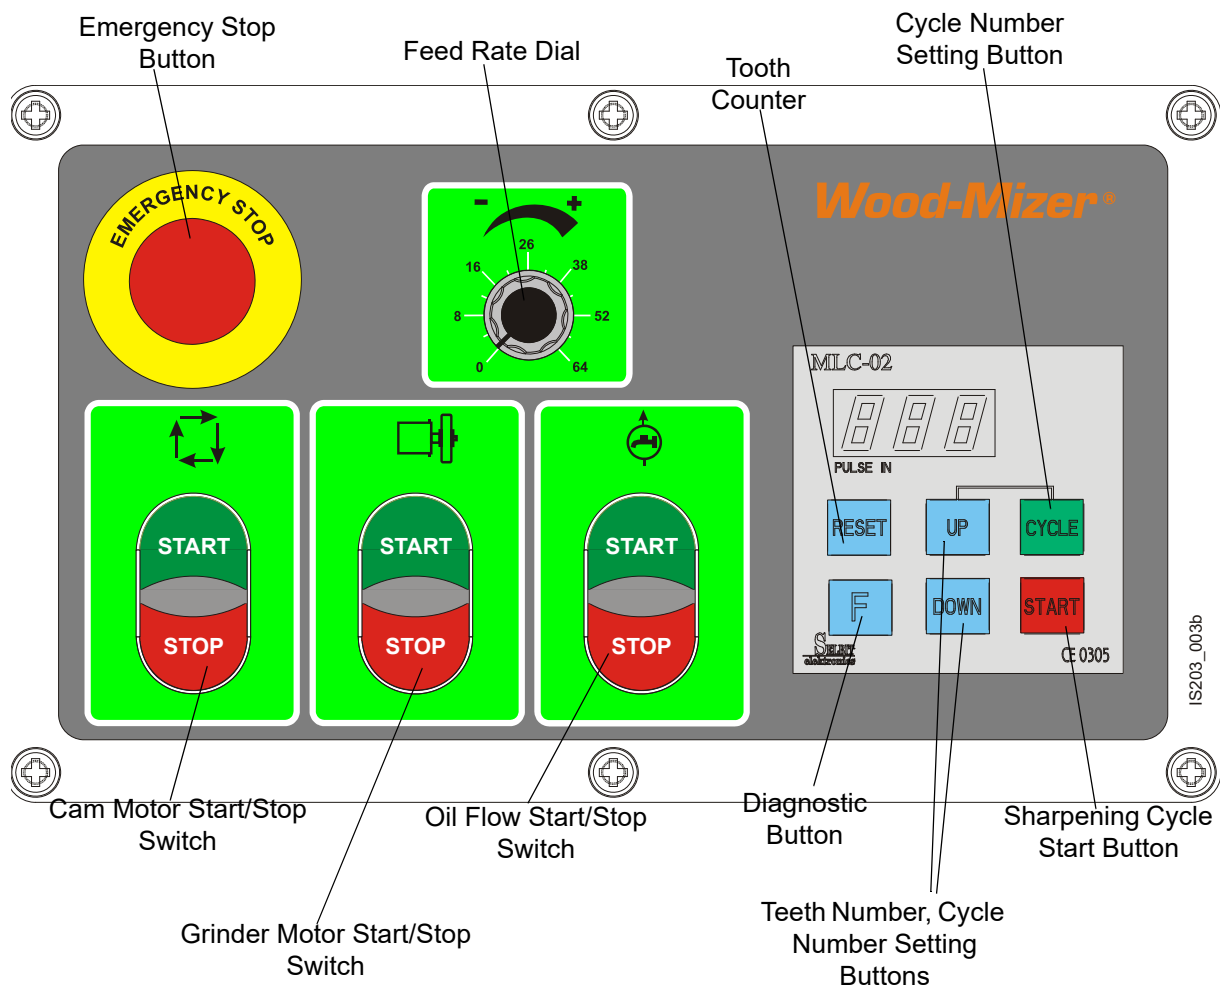 Emergency Stop
Button
Feed Rate Dial
Tooth
Counter
Cycle Number
Setting Button
EMERGENCY STOP
- +
0
8
16
26
38
52
64
Wood-Mizer®
MLC-02
888
PULSE IN
RESET
UP
CYCLE
F
DOWN
START
SELET
elektronics
CE 0305
START
STOP
START
STOP
START
STOP
IS203_003b
Cam Motor Start/Stop
Switch
Grinder Motor Start/Stop
Switch
Oil Flow Start/Stop
Switch
Diagnostic
Button
Teeth Number, Cycle
Number Setting
Buttons
Sharpening Cycle
Start Button